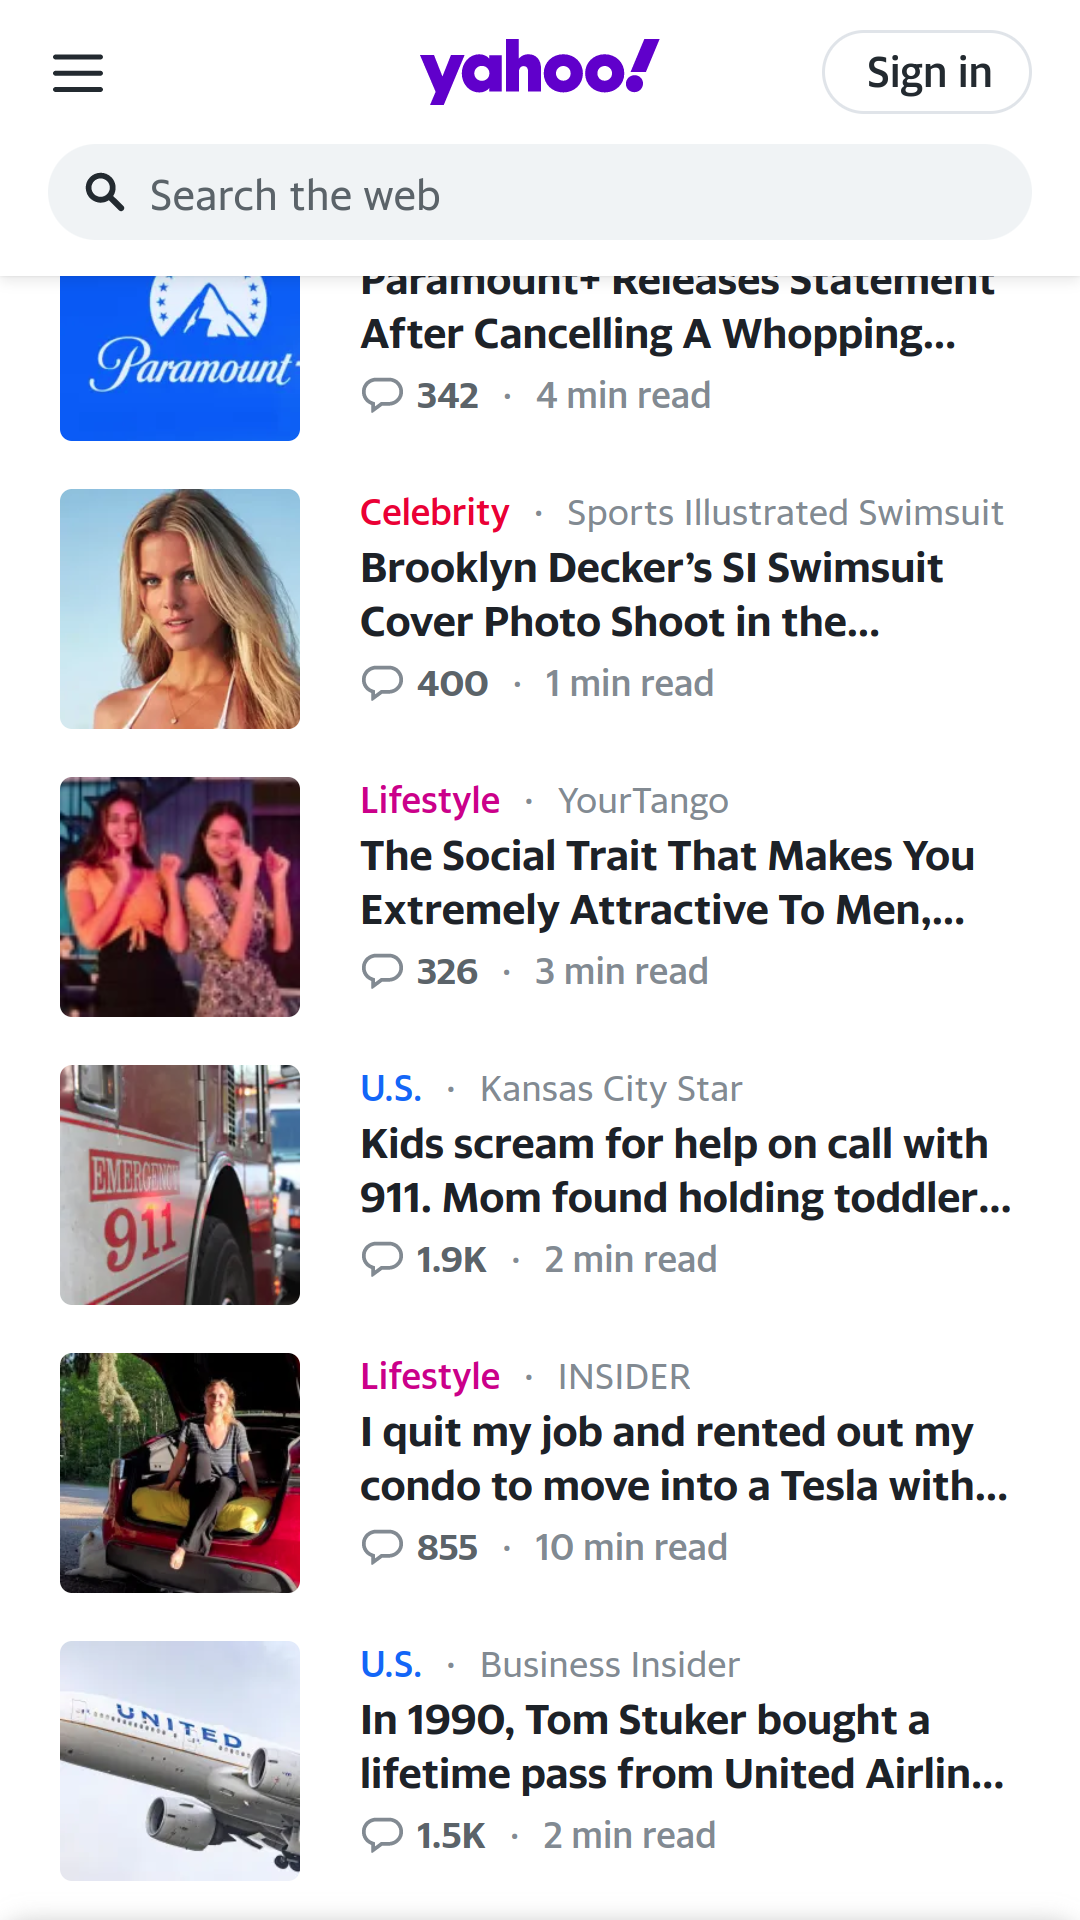 yahoo!
Sign in
Search the web
Paramount+ Releases Statement
After Cancelling A Whopping...
342 · 4 min read
Paramount+
Celebrity · Sports Illustrated Swimsuit
Brooklyn Decker’s SI Swimsuit
Cover Photo Shoot in the...
400 · 1 min read
Lifestyle · YourTango
The Social Trait That Makes You
Extremely Attractive To Men,...
326 · 3 min read
U.S. · Kansas City Star
Kids scream for help on call with
911. Mom found holding toddler...
1.9K · 2 min read
EMERGENCY
911
Lifestyle · INSIDER
I quit my job and rented out my
condo to move into a Tesla with...
855 · 10 min read
U.S. · Business Insider
In 1990, Tom Stuker bought a
lifetime pass from United Airlin...
1.5K · 2 min read
UNITED